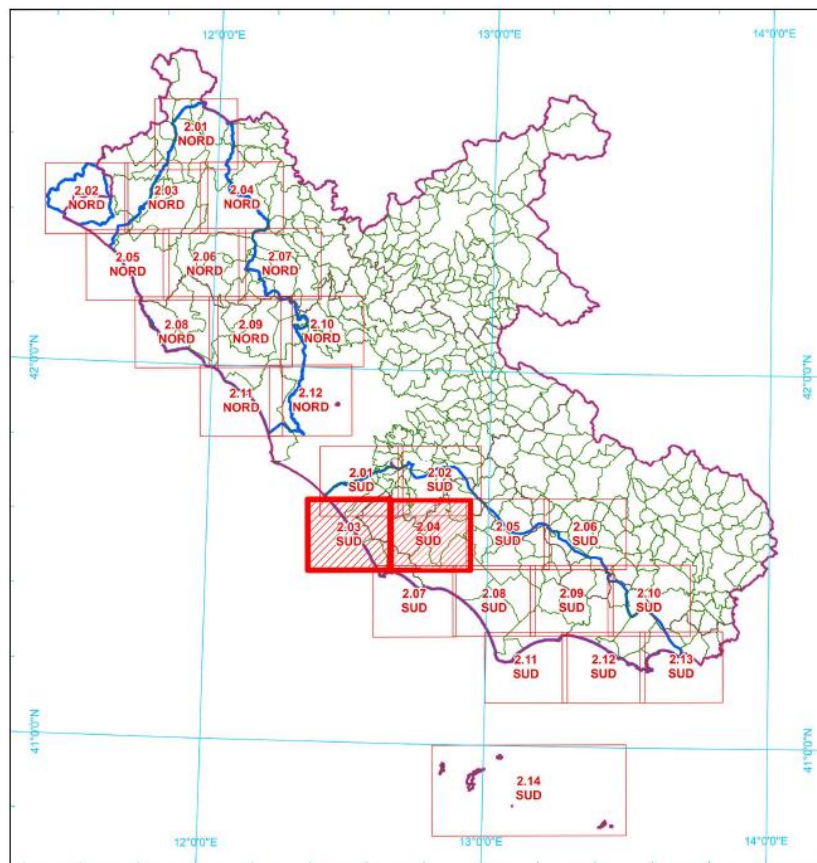 12°0'0"E
13°0'0"E
14°0'0"E
2.01
NORD
2.02
NORD
2.03
NORD
2.04
NORD
2.05
NORD
2.06
NORD
2.07
NORD
2.08
NORD
2.09
NORD
2.10
NORD
42°0'0"N
42°0'0"N
2.11
NORD
2.12
NORD
2.01
SUD
2.02
SUD
2.03
SUD
2.04
SUD
2.05
SUD
2.06
SUD
2.07
SUD
2.08
SUD
2.09
SUD
2.10
SUD
2.11
SUD
2.12
SUD
2.13
SUD
41°0'0"N
41°0'0"N
2.14
SUD
12°0'0"E
13°0'0"E
14°0'0"E